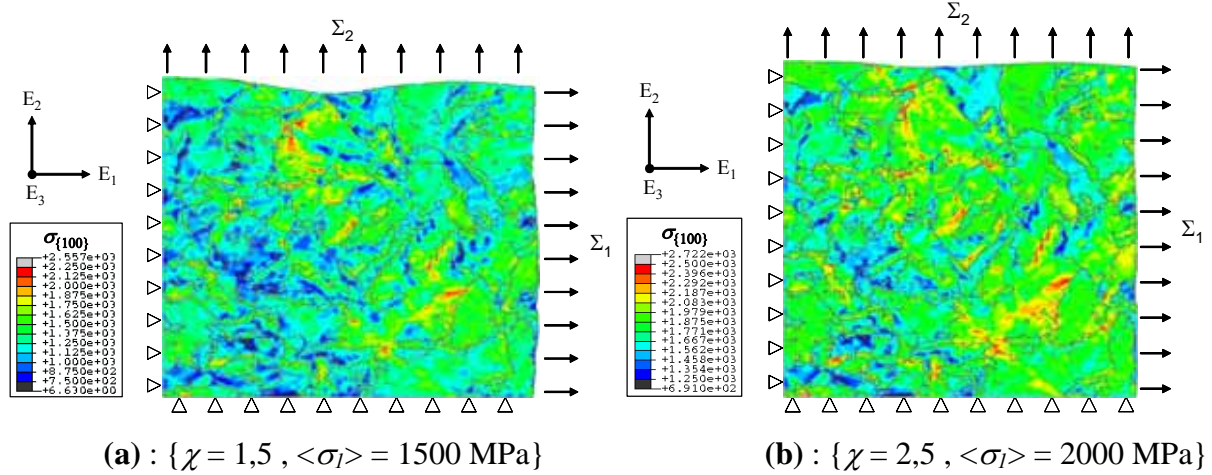 Σ2
E2
E1
E3
σ{100}
+2.557e+03
+2.250e+03
+2.125e+03
+2.000e+03
+1.875e+03
+1.750e+03
+1.625e+03
+1.500e+03
+1.375e+03
+1.250e+03
+1.125e+03
+1.000e+03
+8.750e+02
+7.500e+02
+6.630e+00
Σ1
(a) : {χ = 1,5 , <σ1> = 1500 MPa}
Σ2
E2
E1
E3
σ{100}
+2.722e+03
+2.500e+03
+2.396e+03
+2.292e+03
+2.187e+03
+2.083e+03
+1.979e+03
+1.875e+03
+1.771e+03
+1.667e+03
+1.562e+03
+1.458e+03
+1.354e+03
+1.250e+03
+6.910e+02
Σ1
(b) : {χ = 2,5 , <σ1> = 2000 MPa}